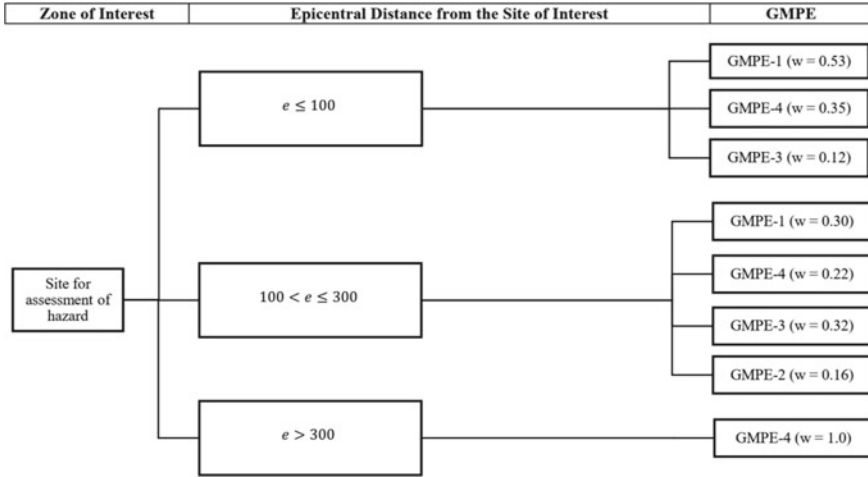 Zone of Interest
Epicentral Distance from the Site of Interest
GMPE
GMPE-1 (w = 0.53)
e ≤ 100
GMPE-4 (w = 0.35)
GMPE-3 (w = 0.12)
GMPE-1 (w = 0.30)
Site for
assessment of
hazard
100 < e ≤ 300
GMPE-4 (w = 0.22)
GMPE-3 (w = 0.32)
GMPE-2 (w = 0.16)
e > 300
GMPE-4 (w = 1.0)